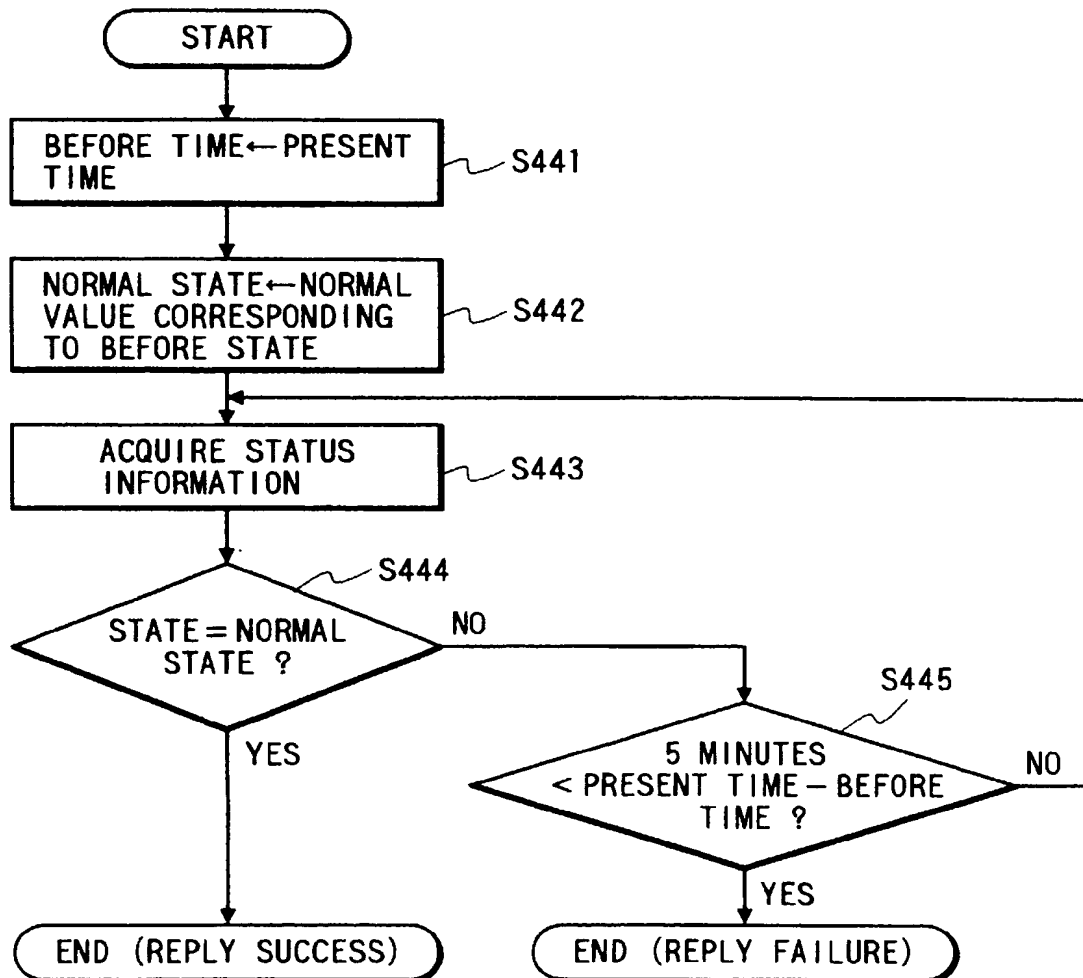 START
BEFORE TIME←PRESENT
TIME
S441
NORMAL STATE←NORMAL
VALUE CORRESPONDING
TO BEFORE STATE
S442
ACQUIRE STATUS
INFORMATION
S443
S444
STATE=NORMAL
STATE ?
NO
YES
S445
5 MINUTES
< PRESENT TIME－BEFORE
TIME ?
NO
YES
END (REPLY SUCCESS)
END (REPLY FAILURE)